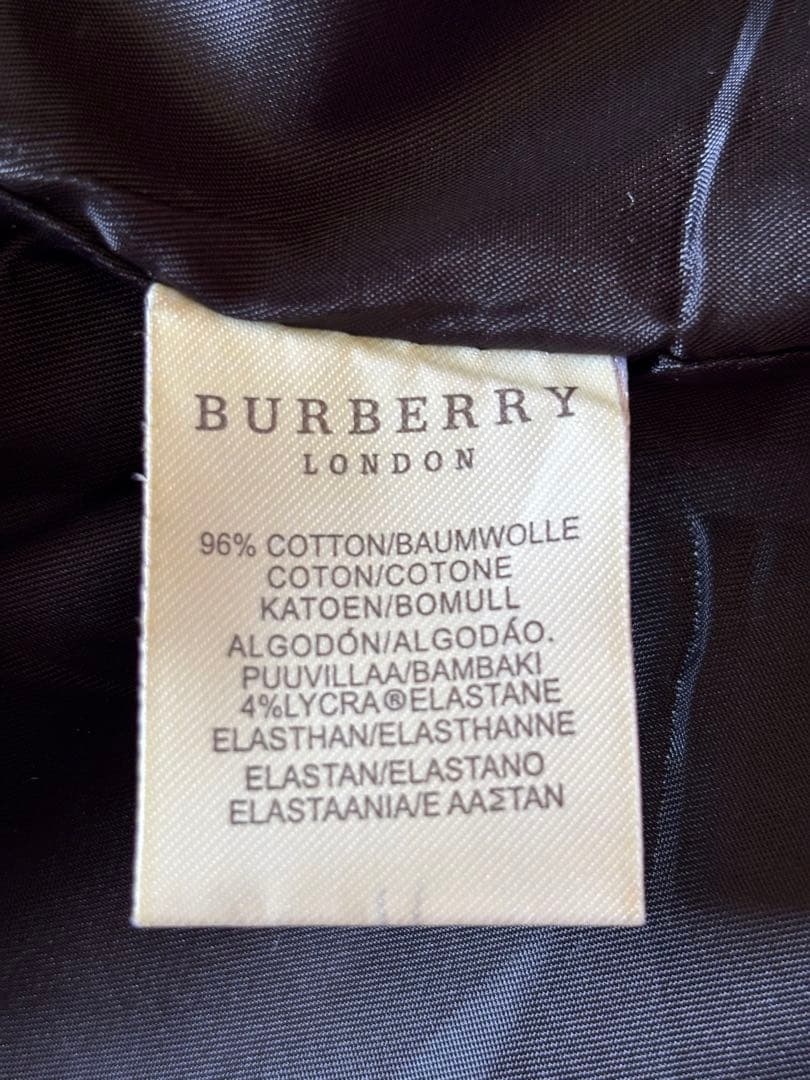 BURBERRY
LONDON
96% COTTON/BAUMWOLLE
COTON/COTONE
KATOEN/BOMULL
ALGODÓN/ALGODÁO.
PUUVILLAA/BAMBAKI
4%LYCRA®ELASTANE
ELASTHAN/ELASTHANNE
ELASTAN/ELASTANO
ELASTAANIA/E ΑΑΣΤΑΝ